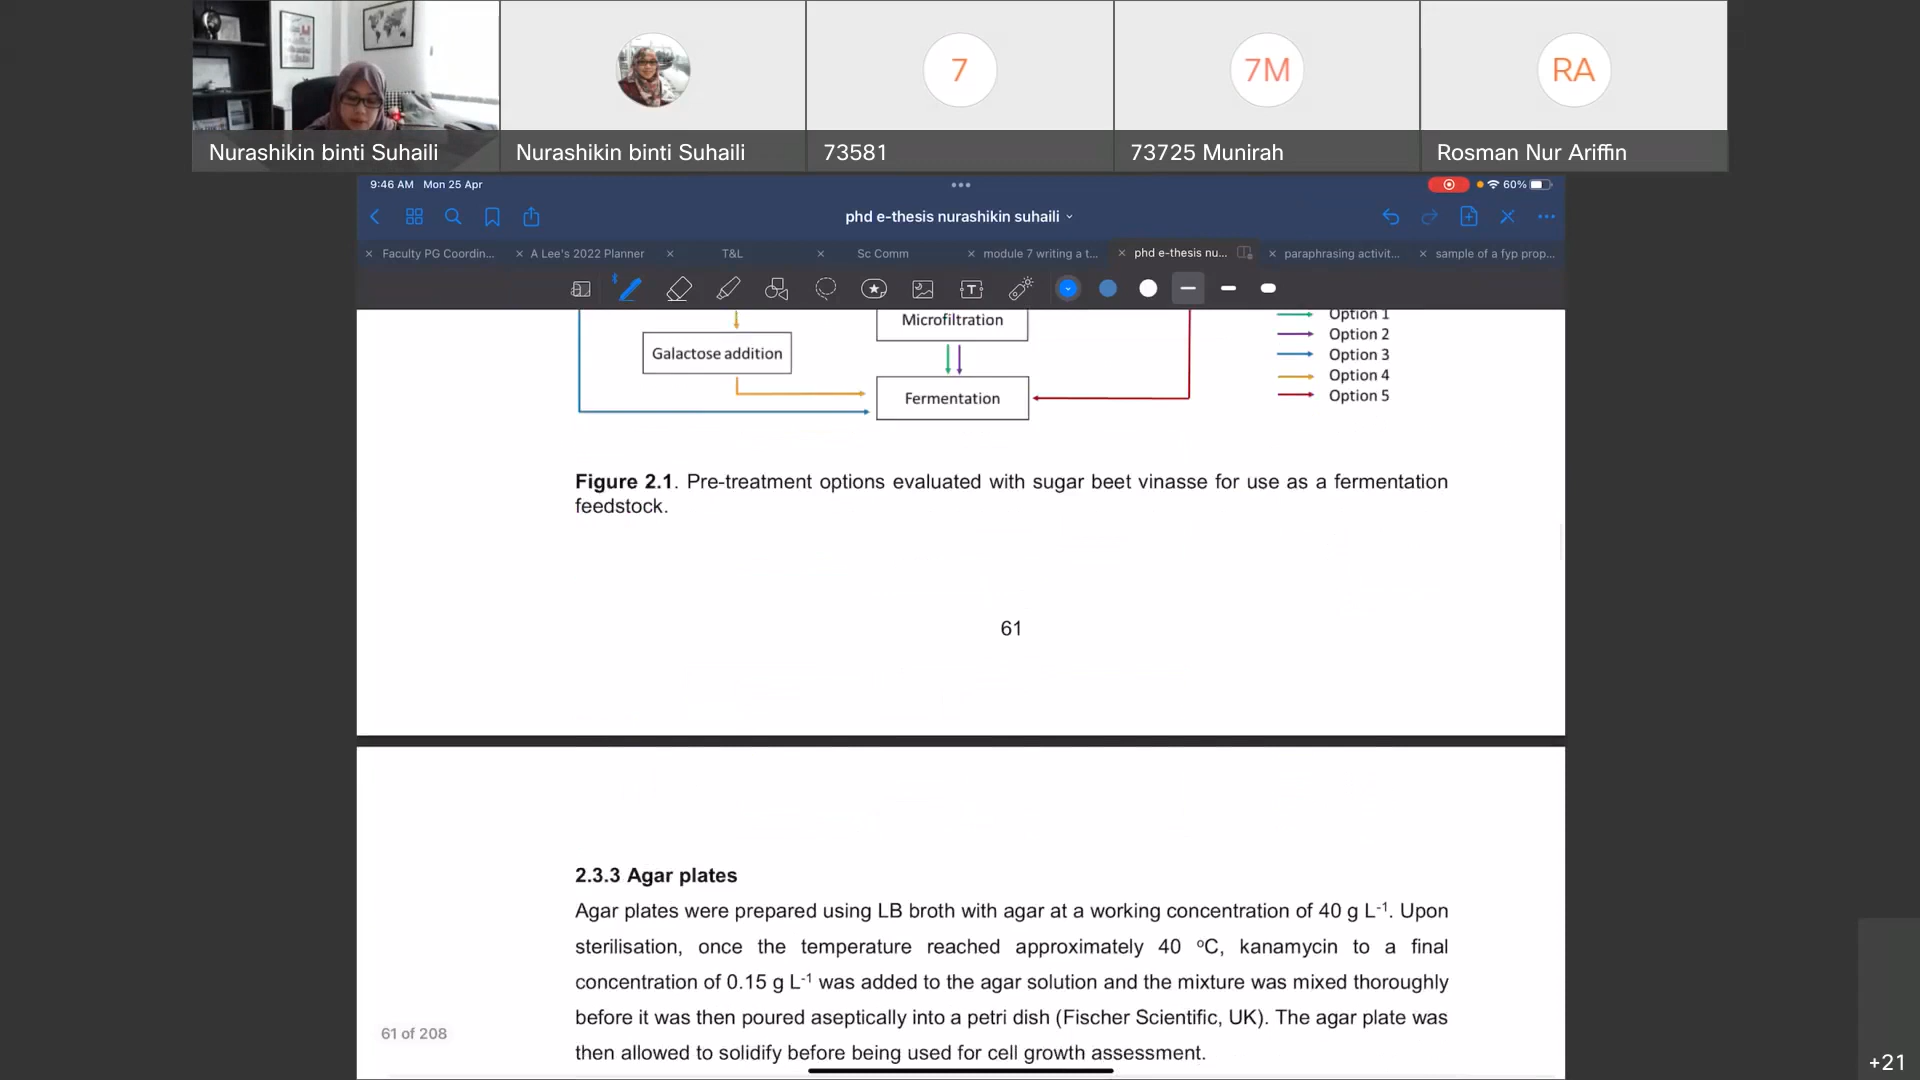 7
7M
RA
Nurashikin binti Suhaili
Nurashikin binti Suhaili
73581
73725 Munirah
Rosman Nur Ariffin
9:46 AM Mon 25 Apr
60%
phd e-thesis nurashikin suhaili
Faculty PG Coordin...
A Lee's 2022 Planner
T&L
Sc Comm
module 7 writing a t...
phd e-thesis nu...
paraphrasing activit...
sample of a fyp prop...
Microfiltration
Galactose addition
Fermentation
Option 1
Option 2
Option 3
Option 4
Option 5
Figure 2.1. Pre-treatment options evaluated with sugar beet vinasse for use as a fermentation
feedstock.
61
2.3.3 Agar plates
Agar plates were prepared using LB broth with agar at a working concentration of 40 g L⁻¹. Upon
sterilisation, once the temperature reached approximately 40 ᵒC, kanamycin to a final
concentration of 0.15 g L⁻¹ was added to the agar solution and the mixture was mixed thoroughly
before it was then poured aseptically into a petri dish (Fischer Scientific, UK). The agar plate was
then allowed to solidify before being used for cell growth assessment.
61 of 208
+21